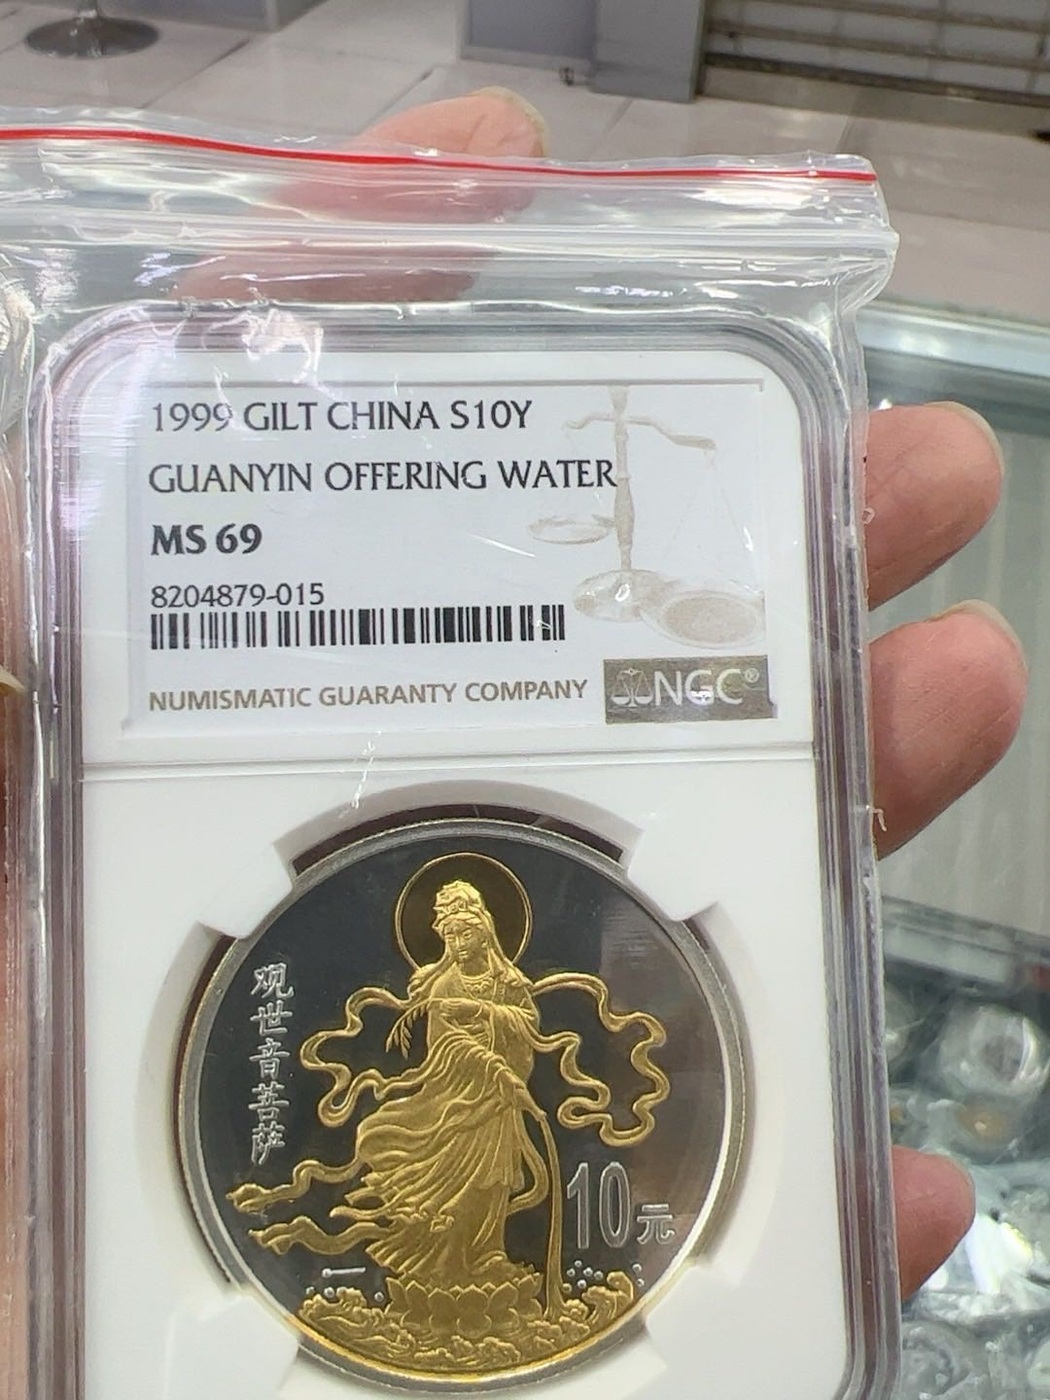 1999 GILT CHINA S10Y
GUANYIN OFFERING WATER
MS 69
8204879-015
NUMISMATIC GUARANTY COMPANY
NGC®
观世音菩萨
10元